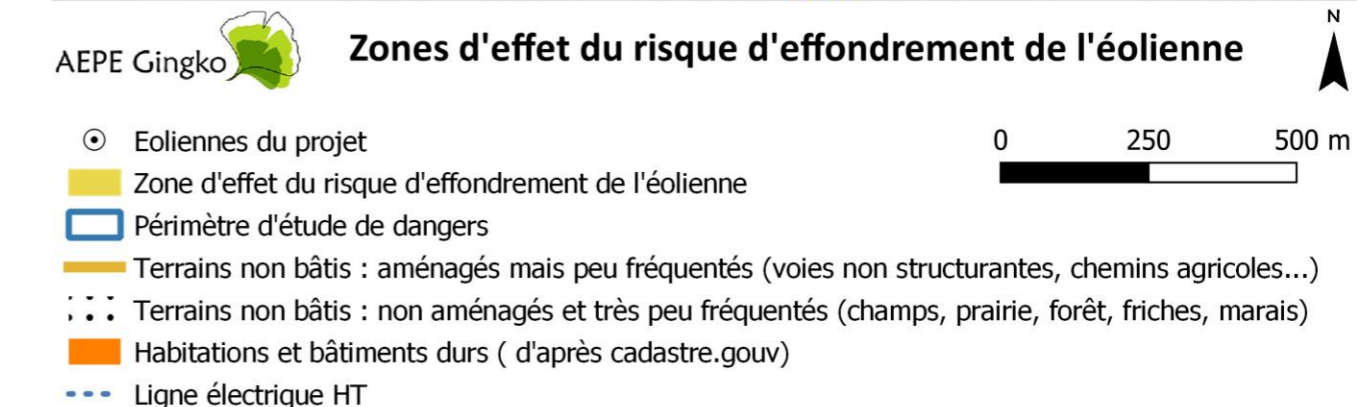 AEPE Gingko
Zones d'effet du risque d'effondrement de l'éolienne
N
Eoliennes du projet
0 250 500 m
Zone d'effet du risque d'effondrement de l'éolienne
Périmètre d'étude de dangers
Terrains non bâtis : aménagés mais peu fréquentés (voies non structurantes, chemins agricoles...)
Terrains non bâtis : non aménagés et très peu fréquentés (champs, prairie, forêt, friches, marais)
Habitations et bâtiments durs ( d'après cadastre.gouv)
Ligne électrique HT